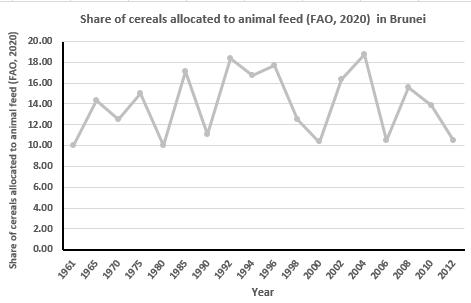 Share of cereals allocated to animal feed (FAO, 2020) in Brunei
Share of cereals allocated to animal feed (FAO, 2020)
20.00
18.00
16.00
14.00
12.00
10.00
8.00
6.00
4.00
2.00
0.00
1961 1965 1970 1975 1980 1985 1990 1992 1994 1996 1998 2000 2002 2004 2006 2008 2010 2012
Year